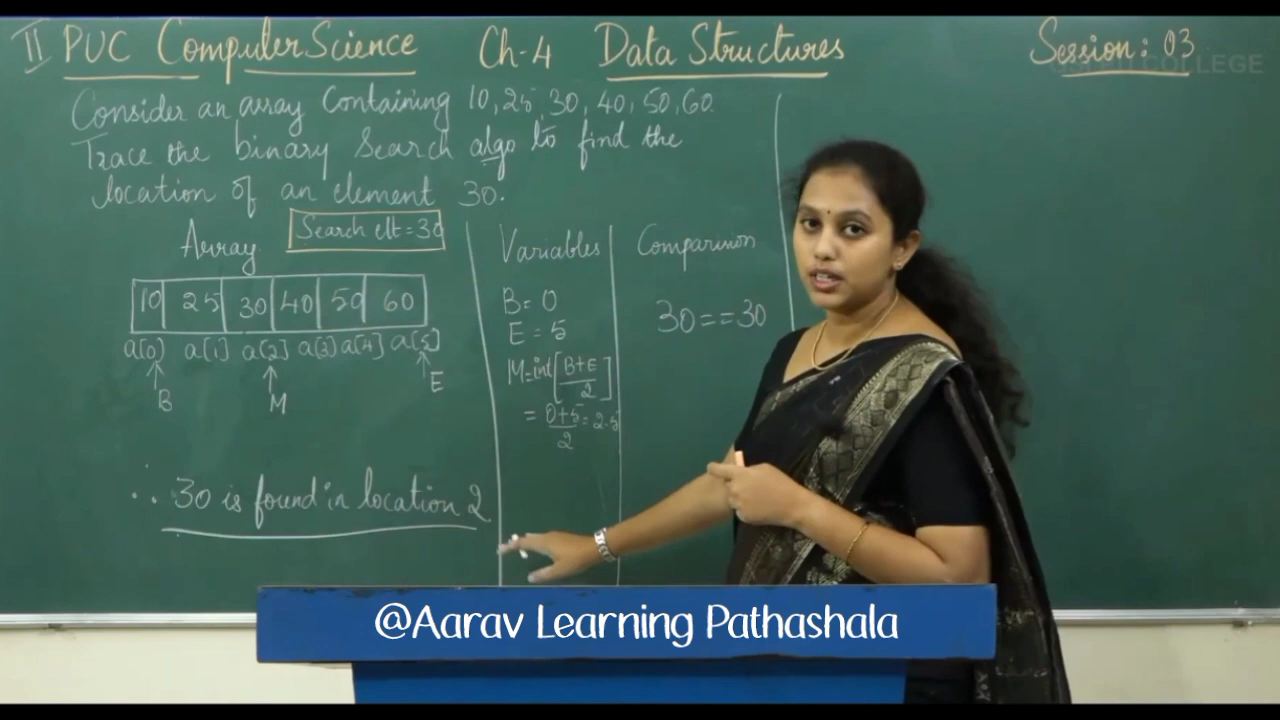 II PUC Computer Science Ch-4 Data Structures Session: 03
COLLEGE
Consider an array containing 10, 25, 30, 40, 50, 60.
Trace the binary search algo to find the
location of an element 30.
Array
Search elt = 30
10 25 30 40 50 60
a[0] a[1] a[2] a[3] a[4] a[5]
B M E
∴ 30 is found in location 2
Variables
B = 0
E = 5
M = int[B+E/2]
= 0+5/2 = 2.5
Comparison
30 == 30
@Aarav Learning Pathashala